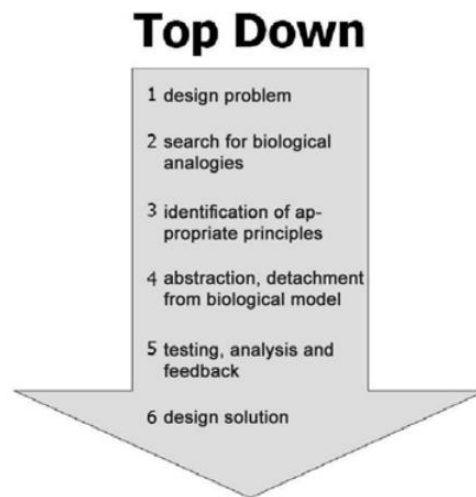 Top Down
1 design problem
2 search for biological
analogies
3 identification of ap-
propriate principles
4 abstraction, detachment
from biological model
5 testing, analysis and
feedback
6 design solution